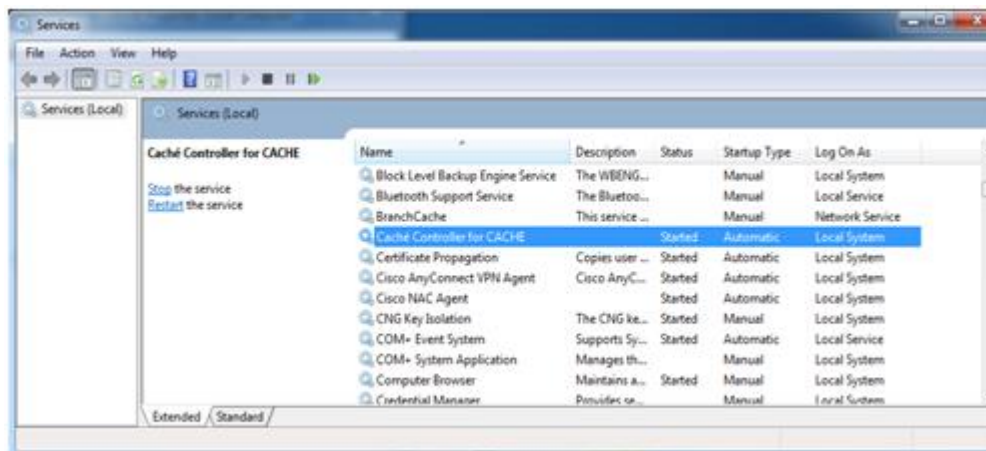 Services
File Action View Help
Services (Local)
Services (Local)
Caché Controller for CACHE
Stop the service
Restart the service
Name Description Status Startup Type Log On As
Block Level Backup Engine Service The WBENG... Manual Local System
Bluetooth Support Service The Bluetoo... Manual Local Service
BranchCache This service ... Manual Network Service
Caché Controller for CACHE Started Automatic Local System
Certificate Propagation Copies user ... Started Automatic Local System
Cisco AnyConnect VPN Agent Cisco AnyC... Started Automatic Local System
Cisco NAC Agent Started Automatic Local System
CNG Key Isolation The CNG ke... Started Manual Local System
COM+ Event System Supports Sy... Started Automatic Local Service
COM+ System Application Manages th... Manual Local System
Computer Browser Maintains a... Started Manual Local System
Credential Manager Provides se... Manual Local System
Extended Standard